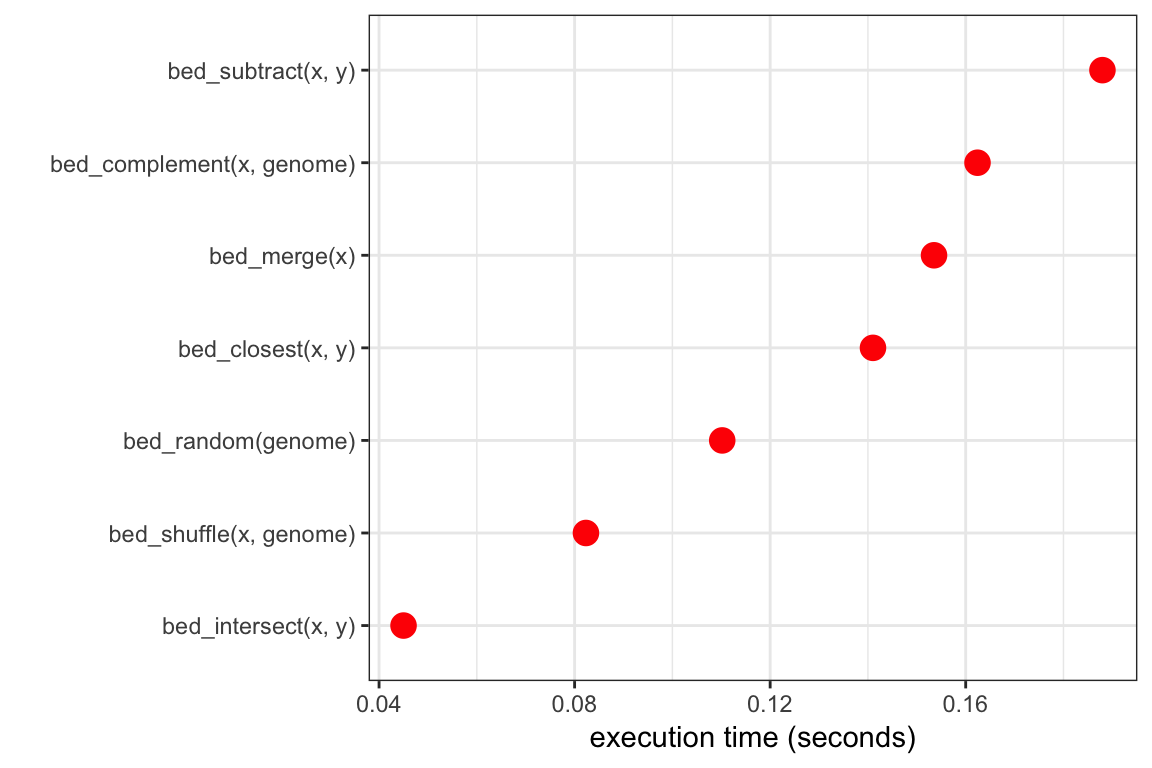 bed_subtract(x, y)
bed_complement(x, genome)
bed_merge(x)
bed_closest(x, y)
bed_random(genome)
bed_shuffle(x, genome)
bed_intersect(x, y)
0.04 0.08 0.12 0.16
execution time (seconds)